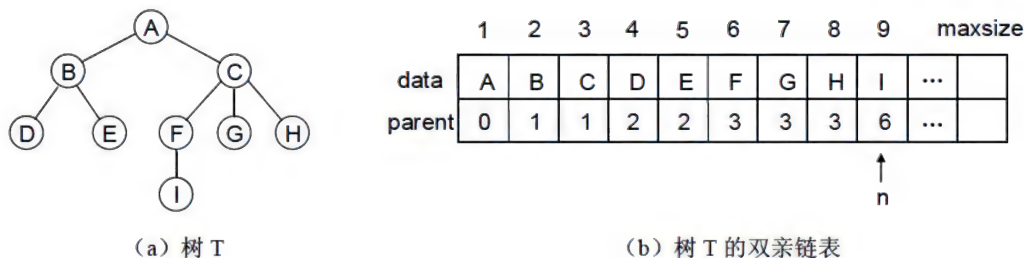 A
B
C
D
E
F
G
H
I
（a）树 T
1 2 3 4 5 6 7 8 9 maxsize
data A B C D E F G H I ...
parent 0 1 1 2 2 3 3 3 6 ...
n
（b）树 T 的双亲链表